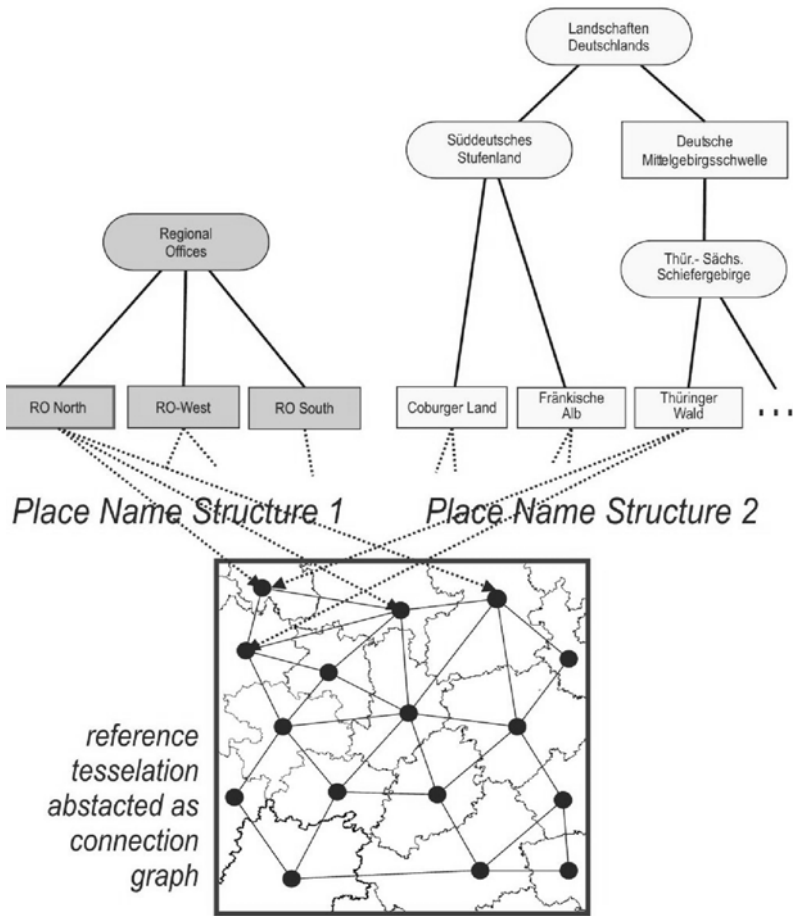 Landschaften
Deutschlands
Süddeutsches
Stufenland
Deutsche
Mittelgebirgsschwelle
Regional
Offices
Thür.- Sächs.
Schiefergebirge
RO North
RO-West
RO South
Coburger Land
Fränkische
Alb
Thüringer
Wald
...
Place Name Structure 1
Place Name Structure 2
reference
tesselation
abstacted as
connection
graph